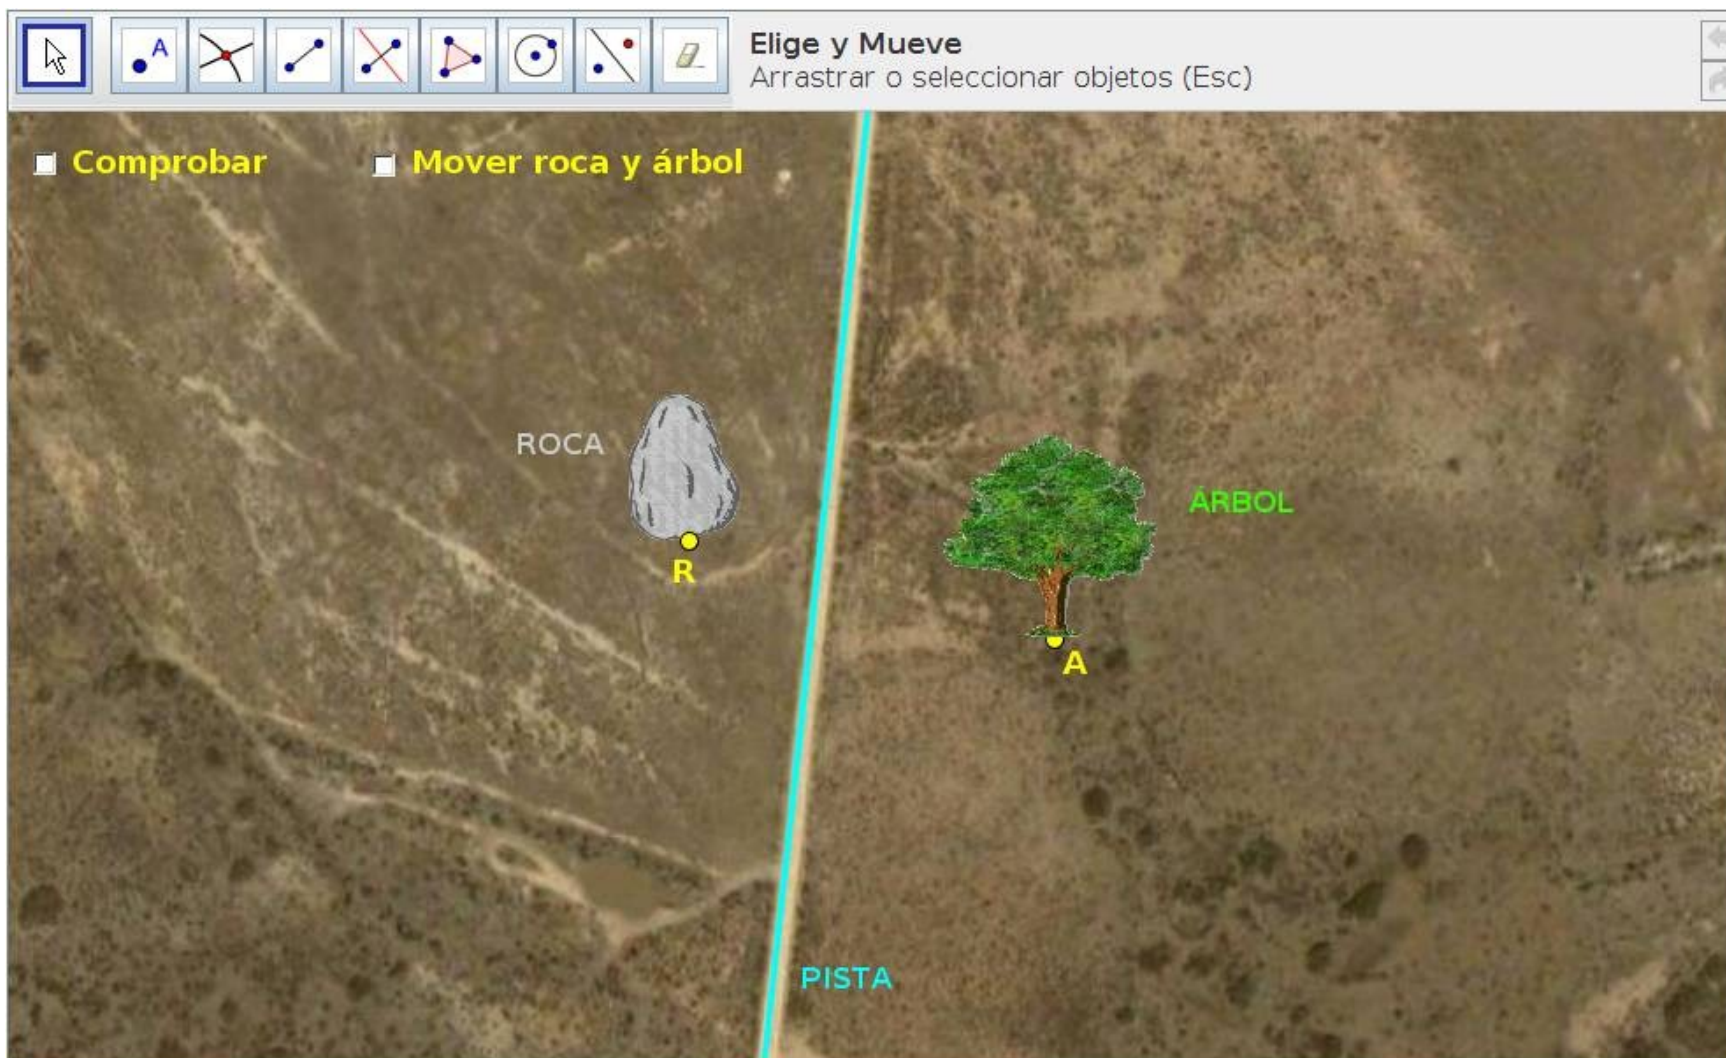 A
Elige y Mueve
Arrastrar o seleccionar objetos (Esc)
Comprobar
Mover roca y árbol
ROCA
ÁRBOL
R
A
PISTA